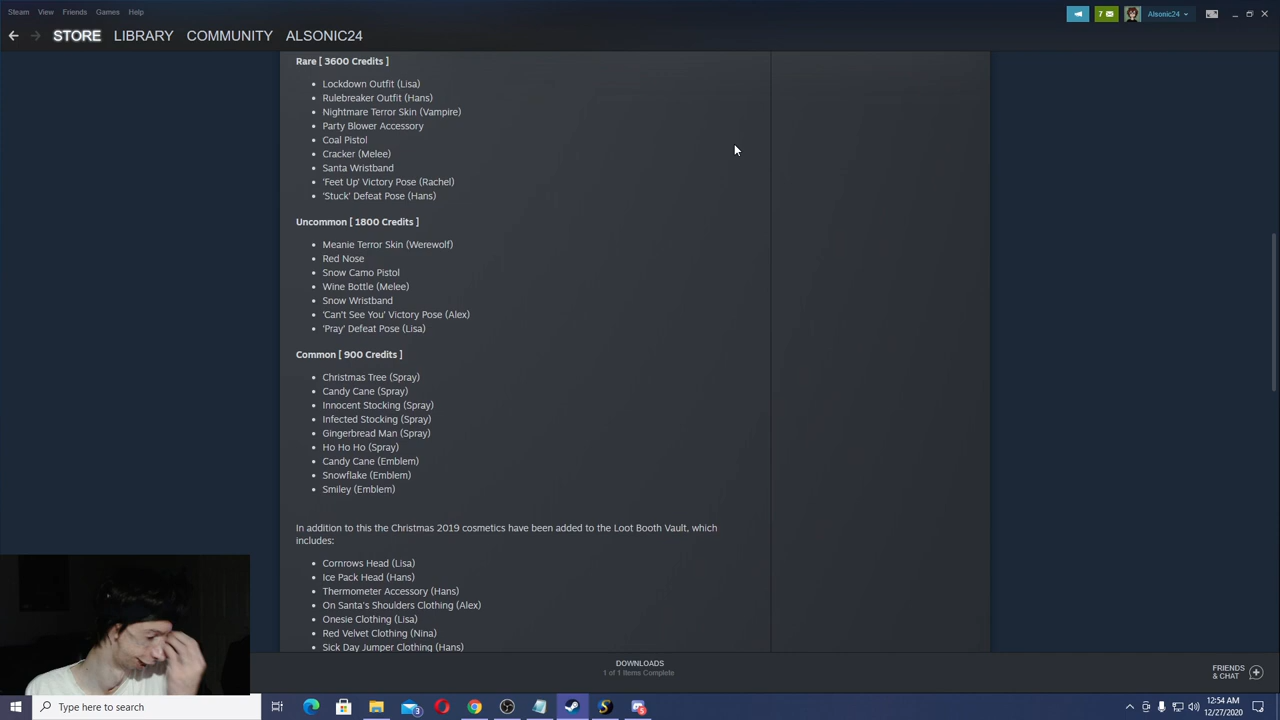 Steam View Friends Games Help
7 Alsonic24
STORE LIBRARY COMMUNITY ALSONIC24
Rare [ 3600 Credits ]
• Lockdown Outfit (Lisa)
• Rulebreaker Outfit (Hans)
• Nightmare Terror Skin (Vampire)
• Party Blower Accessory
• Coal Pistol
• Cracker (Melee)
• Santa Wristband
• 'Feet Up' Victory Pose (Rachel)
• 'Stuck' Defeat Pose (Hans)
Uncommon [ 1800 Credits ]
• Meanie Terror Skin (Werewolf)
• Red Nose
• Snow Camo Pistol
• Wine Bottle (Melee)
• Snow Wristband
• 'Can't See You' Victory Pose (Alex)
• 'Pray' Defeat Pose (Lisa)
Common [ 900 Credits ]
• Christmas Tree (Spray)
• Candy Cane (Spray)
• Innocent Stocking (Spray)
• Infected Stocking (Spray)
• Gingerbread Man (Spray)
• Ho Ho Ho (Spray)
• Candy Cane (Emblem)
• Snowflake (Emblem)
• Smiley (Emblem)
In addition to this the Christmas 2019 cosmetics have been added to the Loot Booth Vault, which
includes:
• Cornrows Head (Lisa)
• Ice Pack Head (Hans)
• Thermometer Accessory (Hans)
• On Santa's Shoulders Clothing (Alex)
• Onesie Clothing (Lisa)
• Red Velvet Clothing (Nina)
• Sick Day Jumper Clothing (Hans)
DOWNLOADS
1 of 1 Items Complete
FRIENDS
& CHAT
Type here to search
12:54 AM
12/27/2020